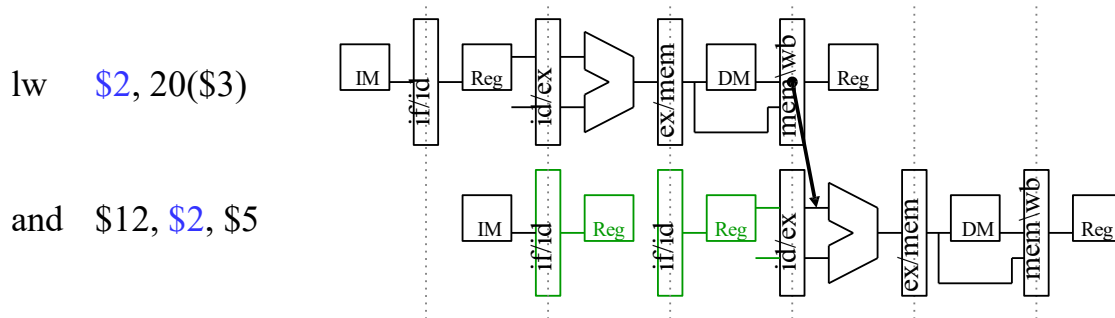 lw $2, 20($3)
IM if/id Reg id/ex ex/mem DM mem\wb Reg
and $12, $2, $5
IM if/id Reg if/id Reg id/ex ex/mem DM mem\wb Reg